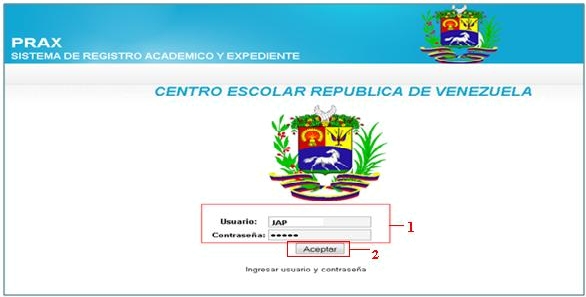 PRAX
SISTEMA DE REGISTRO ACADEMICO Y EXPEDIENTE
CENTRO ESCOLAR REPUBLICA DE VENEZUELA
Usuario: JAP
1
Contraseña: •••••
Aceptar
2
Ingresar usuario y contraseña